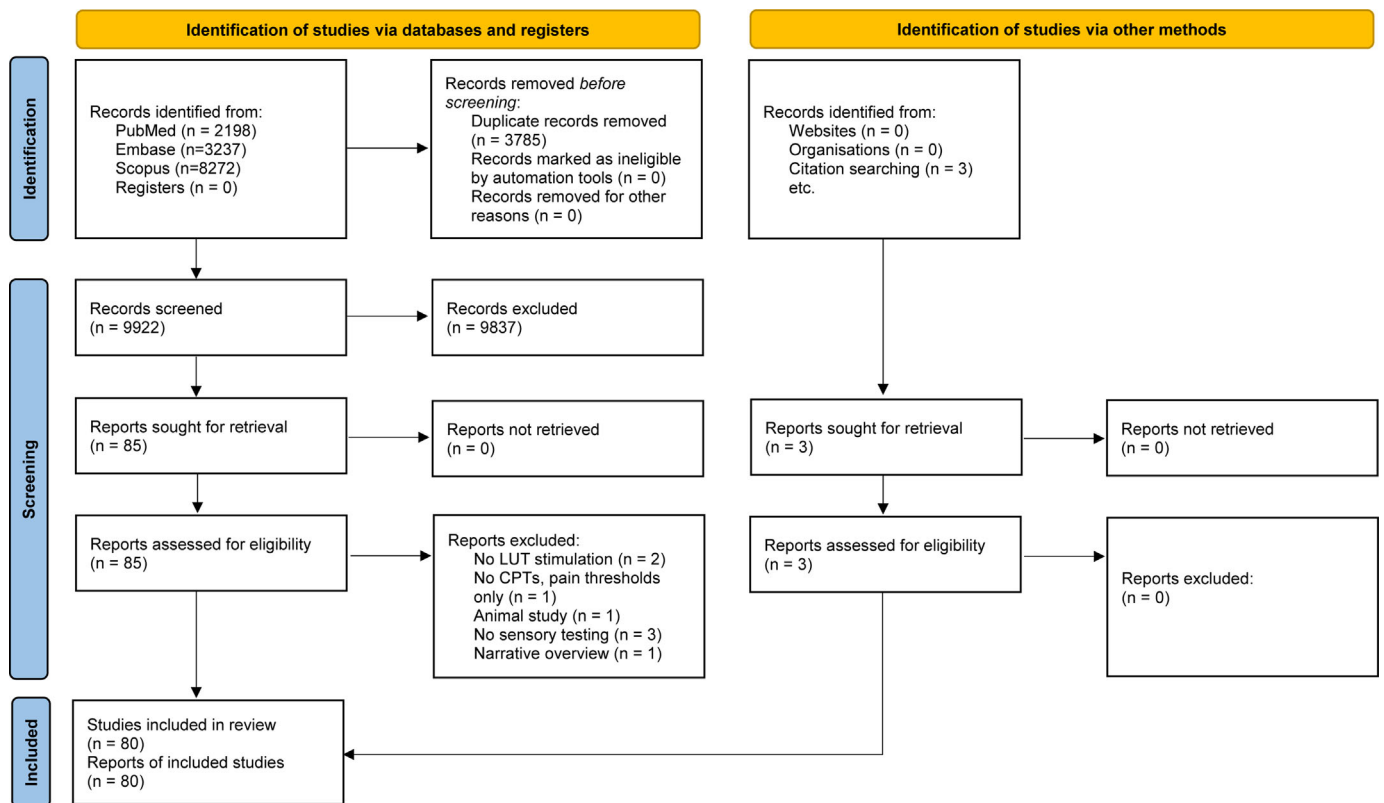 Identification of studies via databases and registers
Identification of studies via other methods
Identification
Records identified from:
PubMed (n = 2198)
Embase (n=3237)
Scopus (n=8272)
Registers (n = 0)
Records removed before
screening:
Duplicate records removed
(n = 3785)
Records marked as ineligible
by automation tools (n = 0)
Records removed for other
reasons (n = 0)
Records identified from:
Websites (n = 0)
Organisations (n = 0)
Citation searching (n = 3)
etc.
Screening
Records screened
(n = 9922)
Records excluded
(n = 9837)
Reports sought for retrieval
(n = 85)
Reports not retrieved
(n = 0)
Reports sought for retrieval
(n = 3)
Reports not retrieved
(n = 0)
Reports assessed for eligibility
(n = 85)
Reports excluded:
No LUT stimulation (n = 2)
No CPTs, pain thresholds
only (n = 1)
Animal study (n = 1)
No sensory testing (n = 3)
Narrative overview (n = 1)
Reports assessed for eligibility
(n = 3)
Reports excluded:
(n = 0)
Included
Studies included in review
(n = 80)
Reports of included studies
(n = 80)